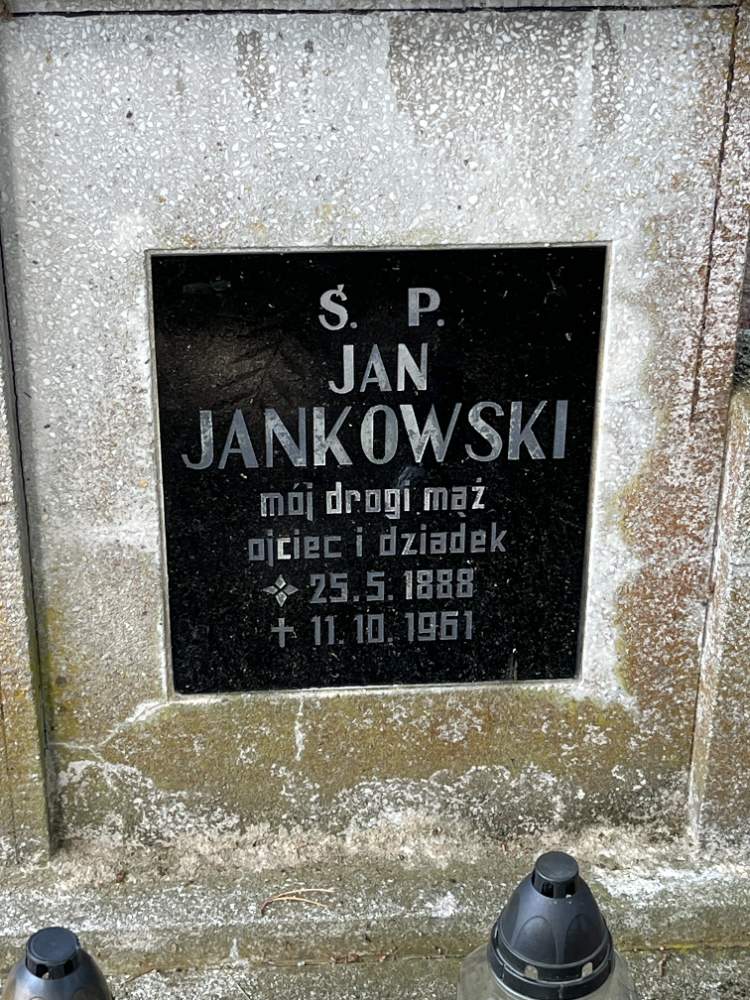 Ś. P.
JAN
JANKOWSKI
mój drogi mąż
ojciec i dziadek
✧ 25.5.1888
✝ 11.10.1961